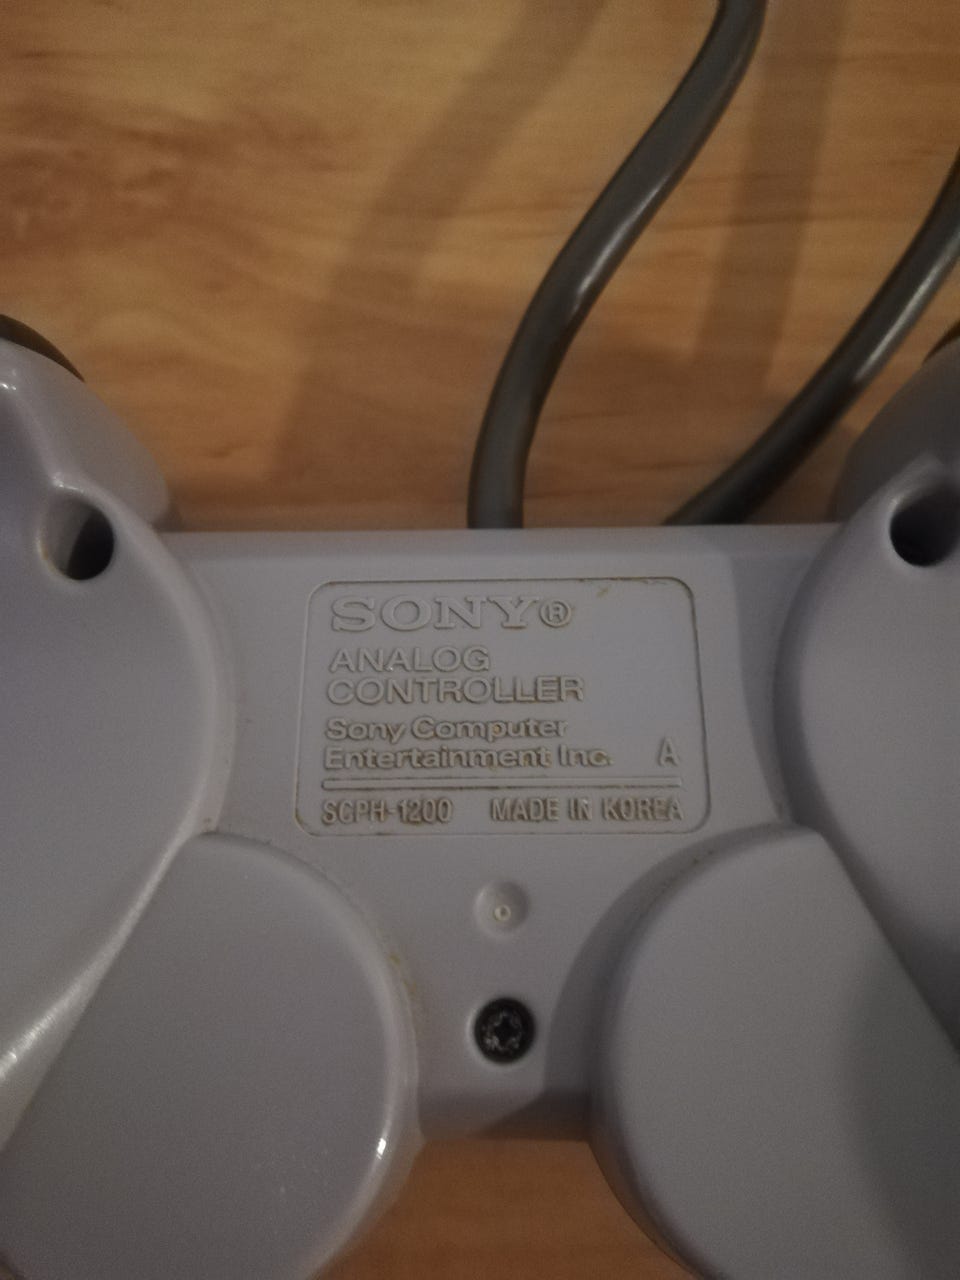 SONY®
ANALOG
CONTROLLER
Sony Computer
Entertainment Inc. A
SCPH-1200 MADE IN KOREA